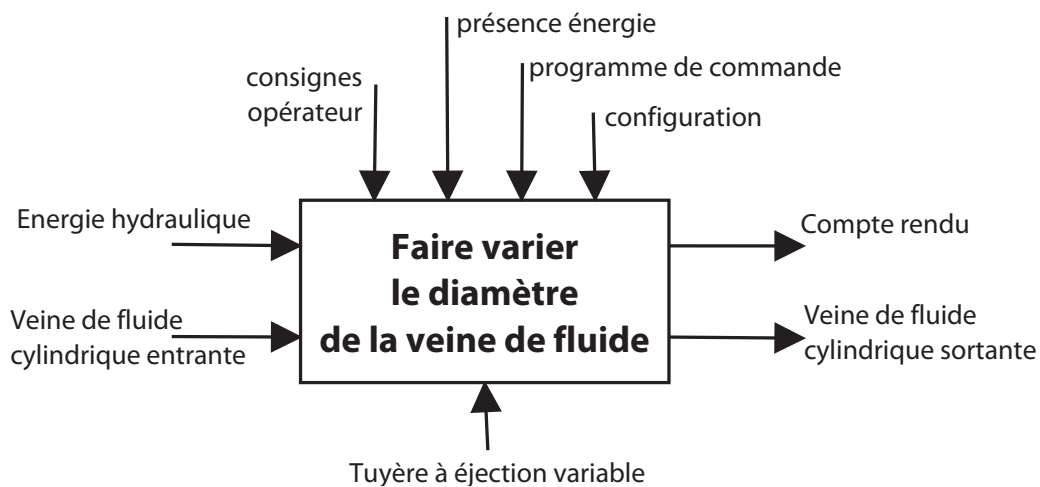 présence énergie
programme de commande
consignes
opérateur
configuration
Energie hydraulique
Faire varier
le diamètre
de la veine de fluide
Compte rendu
Veine de fluide
cylindrique entrante
Veine de fluide
cylindrique sortante
Tuyère à éjection variable